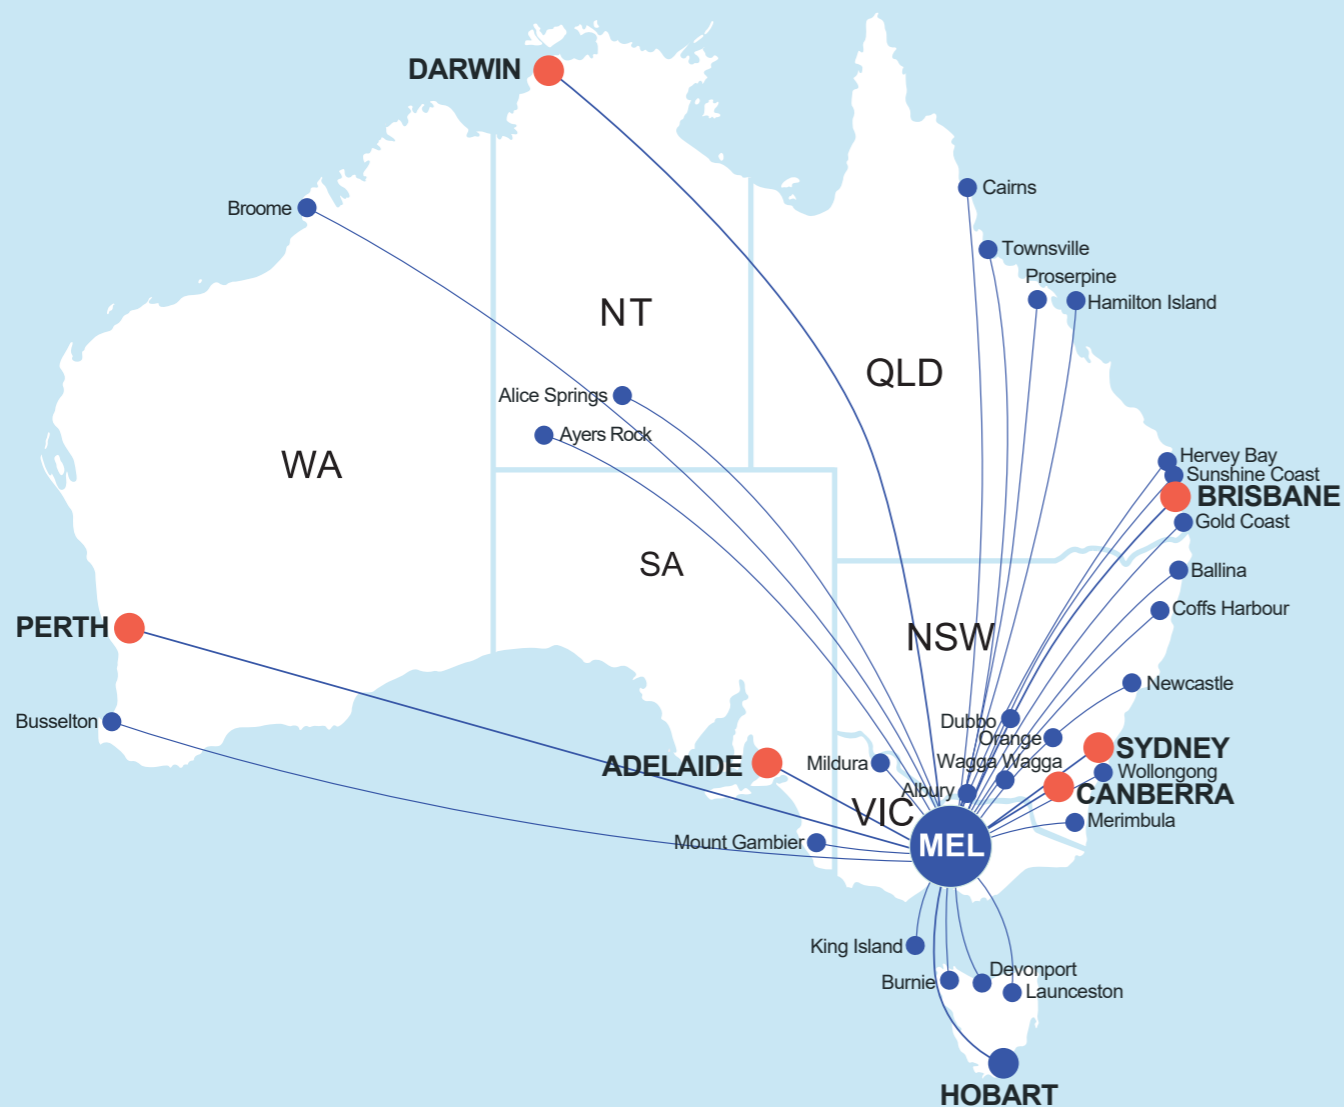 DARWIN
Cairns
Broome
Townsville
Proserpine
Hamilton Island
NT
QLD
Alice Springs
Ayers Rock
WA
Hervey Bay
Sunshine Coast
BRISBANE
Gold Coast
SA
Ballina
Coffs Harbour
PERTH
NSW
Newcastle
Busselton
Dubbo
Orange
SYDNEY
ADELAIDE
Mildura
Wagga Wagga
Wollongong
Albury
CANBERRA
VIC
Merimbula
Mount Gambier
MEL
King Island
Devonport
Burnie
Launceston
HOBART